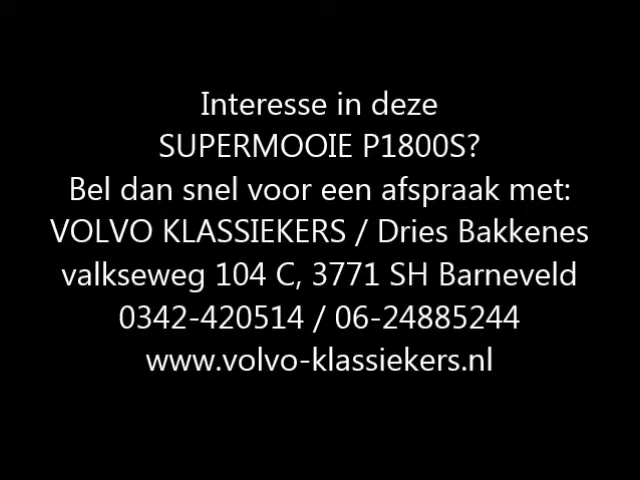 Interesse in deze
SUPERMOOIE P1800S?
Bel dan snel voor een afspraak met:
VOLVO KLASSIEKERS / Dries Bakkenes
valkseweg 104 C, 3771 SH Barneveld
0342-420514 / 06-24885244
www.volvo-klassiekers.nl